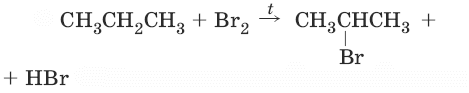 CH₃CH₂CH₃ + Br₂ →ᵗ CH₃CHCH₃ +
|
Br
+ HBr